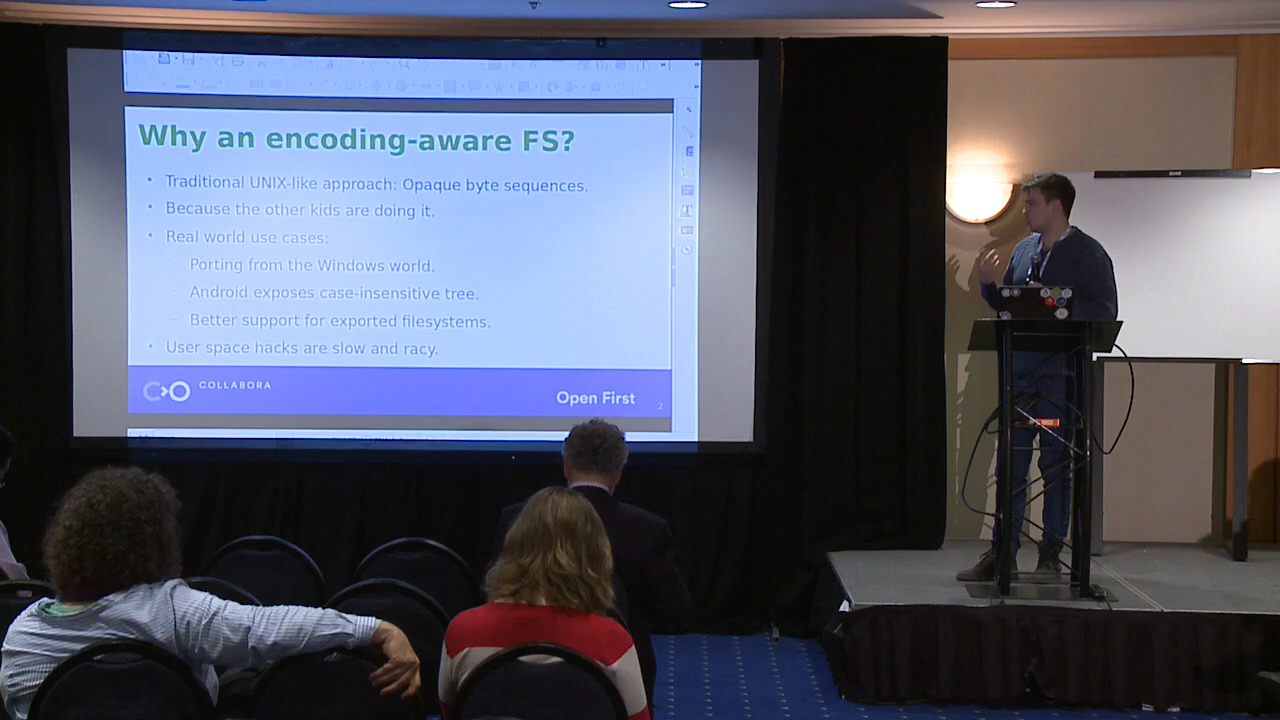 Why an encoding-aware FS?
• Traditional UNIX-like approach: Opaque byte sequences.
• Because the other kids are doing it.
• Real world use cases:
– Porting from the Windows world.
– Android exposes case-insensitive tree.
– Better support for exported filesystems.
• User space hacks are slow and racy.
COLLABORA
Open First
2